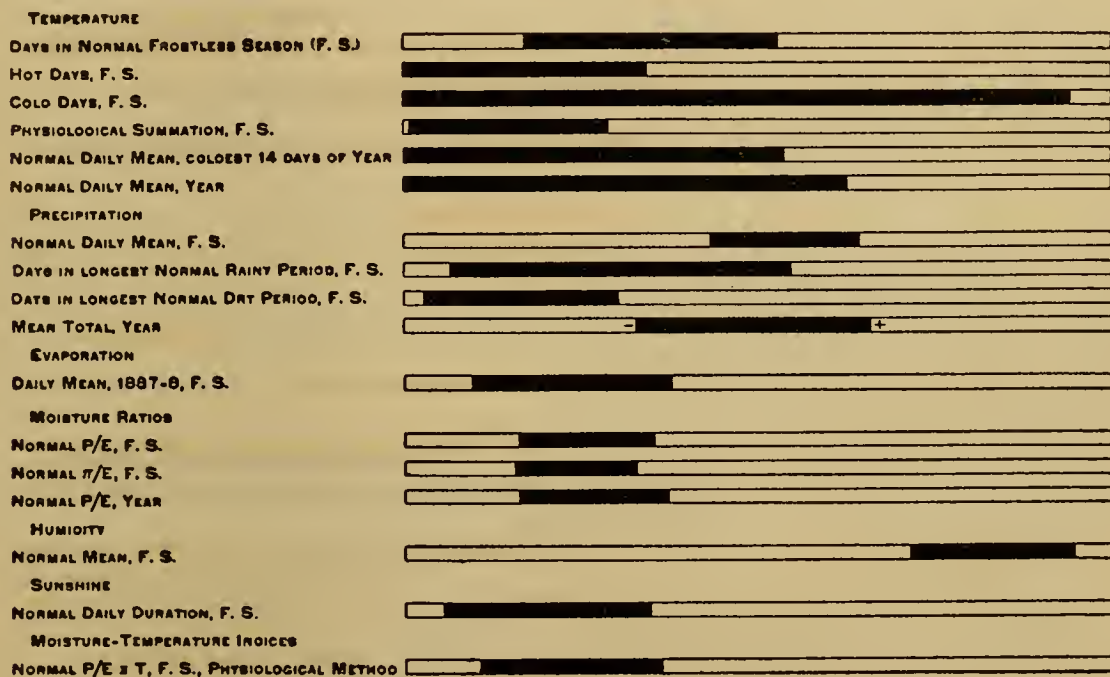 TEMPERATURE
DAYS IN NORMAL FROSTLESS SEASON (F. S.)
HOT DAYS, F. S.
COLD DAYS, F. S.
PHYSIOLOGICAL SUMMATION, F. S.
NORMAL DAILY MEAN, COLDEST 14 DAYS OF YEAR
NORMAL DAILY MEAN, YEAR
PRECIPITATION
NORMAL DAILY MEAN, F. S.
DAYS IN LONGEST NORMAL RAINY PERIOD, F. S.
DAYS IN LONGEST NORMAL DRY PERIOD, F. S.
MEAN TOTAL, YEAR - +
EVAPORATION
DAILY MEAN, 1887-8, F. S.
MOISTURE RATIOS
NORMAL P/E, F. S.
NORMAL π/E, F. S.
NORMAL P/E, YEAR
HUMIDITY
NORMAL MEAN, F. S.
SUNSHINE
NORMAL DAILY DURATION, F. S.
MOISTURE-TEMPERATURE INDICES
NORMAL P/E x T, F. S., PHYSIOLOGICAL METHOD